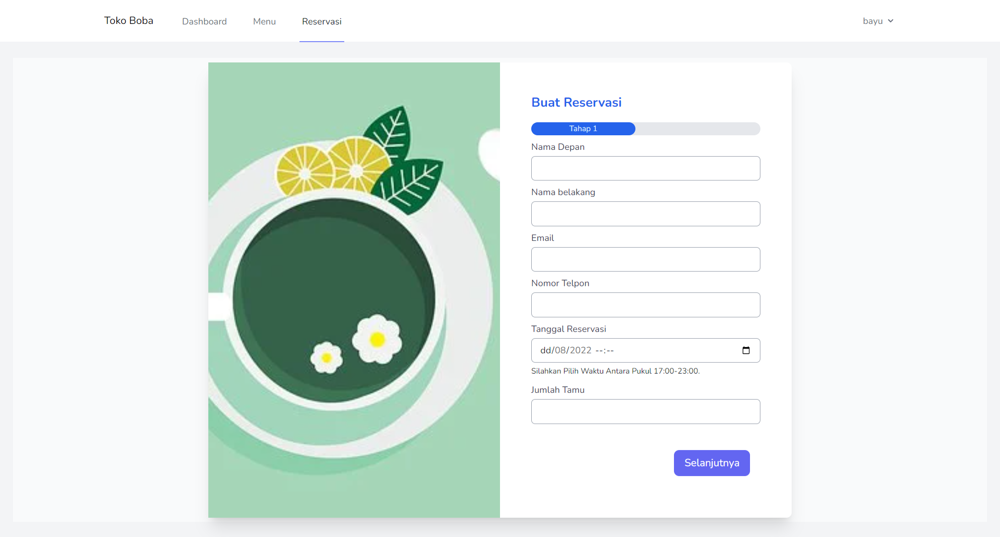 Toko Boba Dashboard Menu Reservasi bayu
Buat Reservasi
Tahap 1
Nama Depan
Nama belakang
Email
Nomor Telpon
Tanggal Reservasi
dd/08/2022 --:--
Silahkan Pilih Waktu Antara Pukul 17:00-23:00.
Jumlah Tamu
Selanjutnya